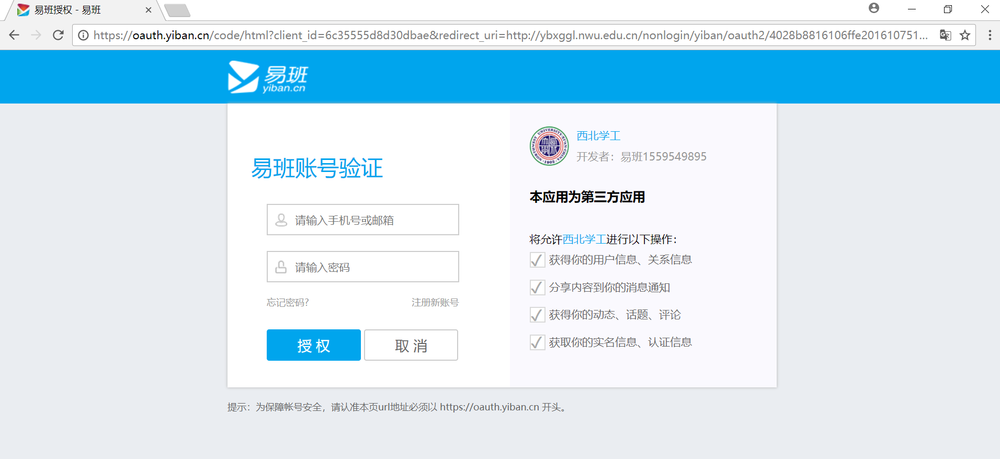 易班授权 - 易班
https://oauth.yiban.cn/code/html?client_id=6c35555d8d30dbae&redirect_uri=http://ybxggl.nwu.edu.cn/nonlogin/yiban/oauth2/4028b8816106ffe201610751...
易班
yiban.cn
易班账号验证
请输入手机号或邮箱
请输入密码
忘记密码?
注册新账号
授 权
取 消
西北学工
开发者：易班1559549895
本应用为第三方应用
将允许西北学工进行以下操作：
获得你的用户信息、关系信息
分享内容到你的消息通知
获得你的动态、话题、评论
获取你的实名信息、认证信息
提示：为保障帐号安全，请认准本页url地址必须以 https://oauth.yiban.cn 开头。
NORTHWEST UNIVERSITY·XI'AN·CHINA
·1902·